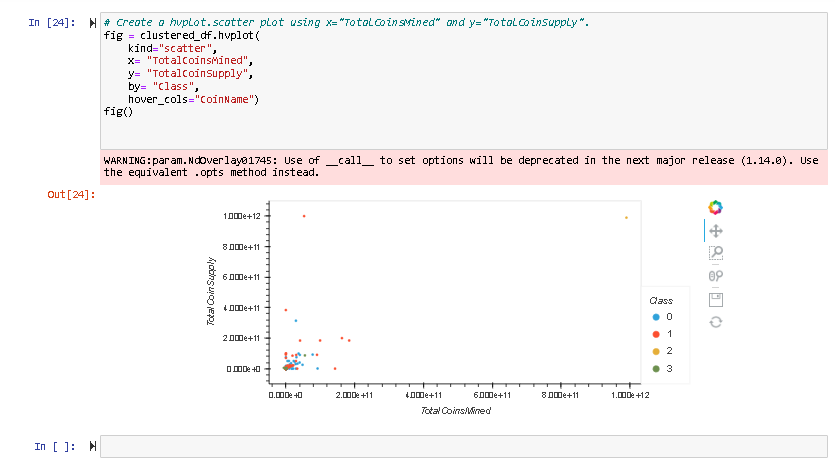 In [24]:
# Create a hvplot.scatter plot using x="TotalCoinsMined" and y="TotalCoinSupply".
fig = clustered_df.hvplot(
kind="scatter",
x= "TotalCoinsMined",
y= "TotalCoinSupply",
by= "Class",
hover_cols="CoinName")
fig()
WARNING:param.NdOverlay01745: Use of __call__ to set options will be deprecated in the next major release (1.14.0). Use
the equivalent .opts method instead.
Out[24]:
TotalCoinSupply
1.000e+12
8.000e+11
6.000e+11
4.000e+11
2.000e+11
0.000e+0
0.000e+0 2.000e+11 4.000e+11 6.000e+11 8.000e+11 1.000e+12
TotalCoinsMined
Class
0
1
2
3
In [ ]: